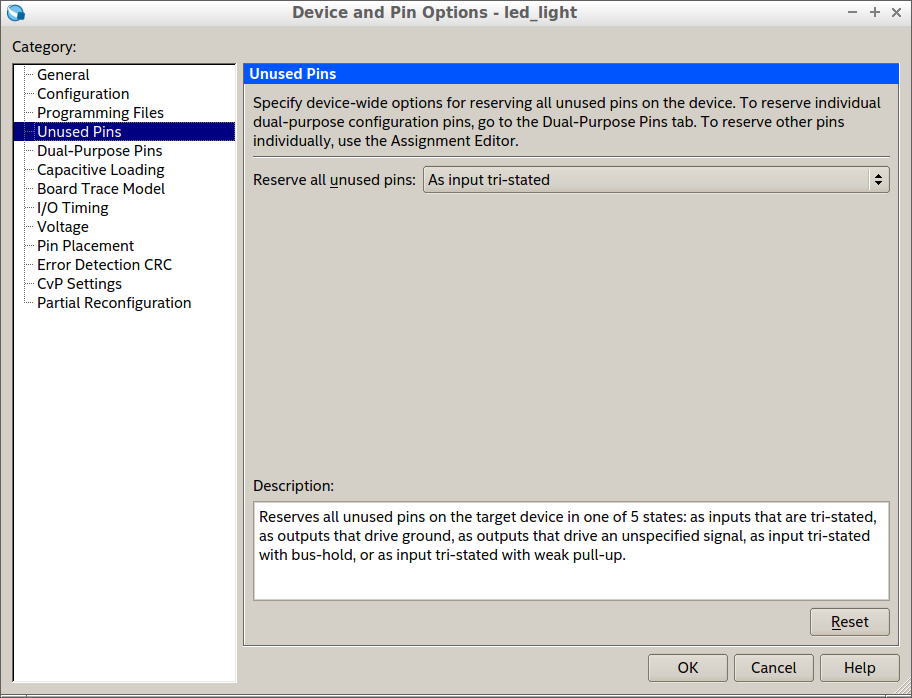 Device and Pin Options - led_light
Category:
General
Configuration
Programming Files
Unused Pins
Dual-Purpose Pins
Capacitive Loading
Board Trace Model
I/O Timing
Voltage
Pin Placement
Error Detection CRC
CvP Settings
Partial Reconfiguration
Unused Pins
Specify device-wide options for reserving all unused pins on the device. To reserve individual
dual-purpose configuration pins, go to the Dual-Purpose Pins tab. To reserve other pins
individually, use the Assignment Editor.
Reserve all unused pins: As input tri-stated
Description:
Reserves all unused pins on the target device in one of 5 states: as inputs that are tri-stated,
as outputs that drive ground, as outputs that drive an unspecified signal, as input tri-stated
with bus-hold, or as input tri-stated with weak pull-up.
Reset
OK Cancel Help